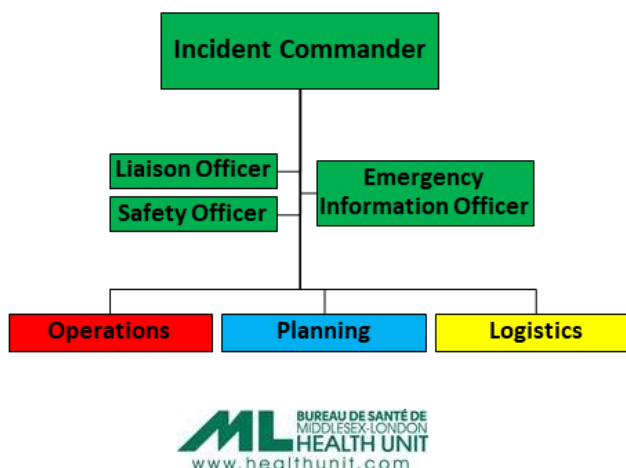 Incident Commander
Liaison Officer
Safety Officer
Emergency
Information Officer
Operations
Planning
Logistics
ML
BUREAU DE SANTÉ DE
MIDDLESEX-LONDON
HEALTH UNIT
www.healthunit.com